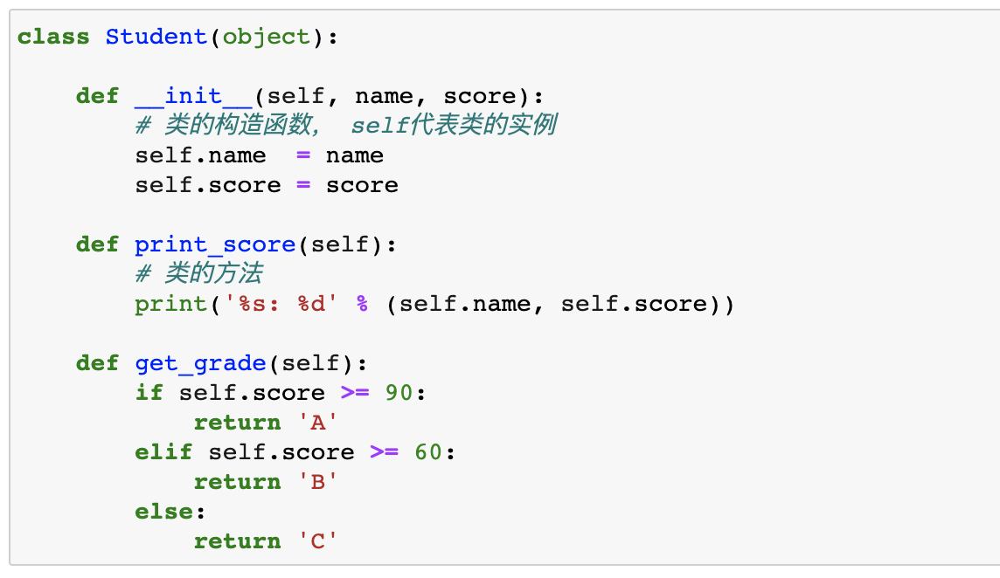 class Student(object):
    def __init__(self, name, score):
        # 类的构造函数， self代表类的实例
        self.name  = name
        self.score = score
    def print_score(self):
        # 类的方法
        print('%s: %d' % (self.name, self.score))
    def get_grade(self):
        if self.score >= 90:
            return 'A'
        elif self.score >= 60:
            return 'B'
        else:
            return 'C'